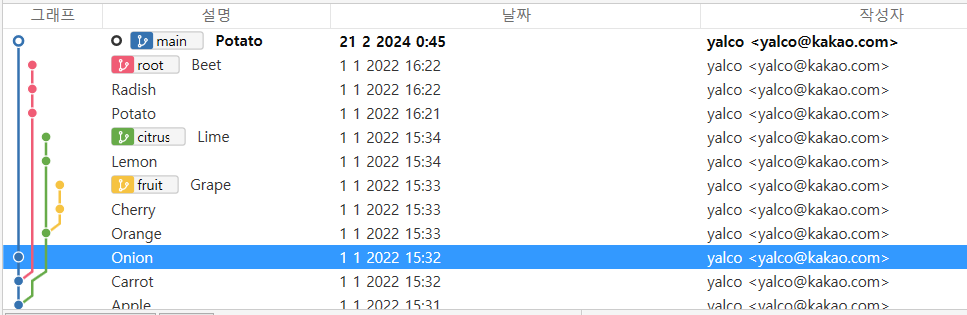 그래프 설명 날짜 작성자
main Potato 21 2 2024 0:45 yalco <yalco@kakao.com>
root Beet 1 1 2022 16:22 yalco <yalco@kakao.com>
Radish 1 1 2022 16:22 yalco <yalco@kakao.com>
Potato 1 1 2022 16:21 yalco <yalco@kakao.com>
citrus Lime 1 1 2022 15:34 yalco <yalco@kakao.com>
Lemon 1 1 2022 15:34 yalco <yalco@kakao.com>
fruit Grape 1 1 2022 15:33 yalco <yalco@kakao.com>
Cherry 1 1 2022 15:33 yalco <yalco@kakao.com>
Orange 1 1 2022 15:33 yalco <yalco@kakao.com>
Onion 1 1 2022 15:32 yalco <yalco@kakao.com>
Carrot 1 1 2022 15:32 yalco <yalco@kakao.com>
Apple 1 1 2022 15:31 yalco <yalco@kakao.com>